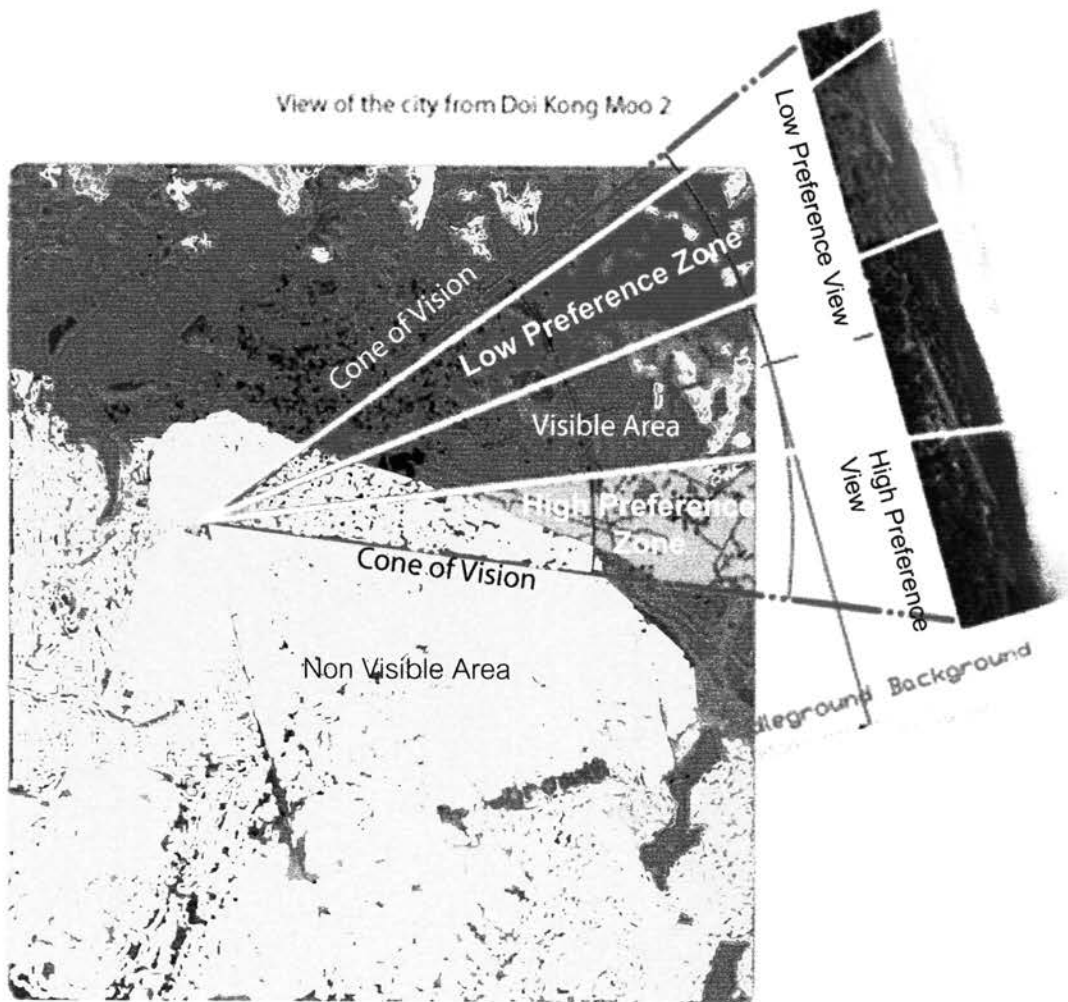 View of the city from Doi Kong Moo 2
Low Preference View
Cone of Vision
Low Preference Zone
Visible Area
High Preference
Zone
High Preference
View
Cone of Vision
Non Visible Area
dleground Background